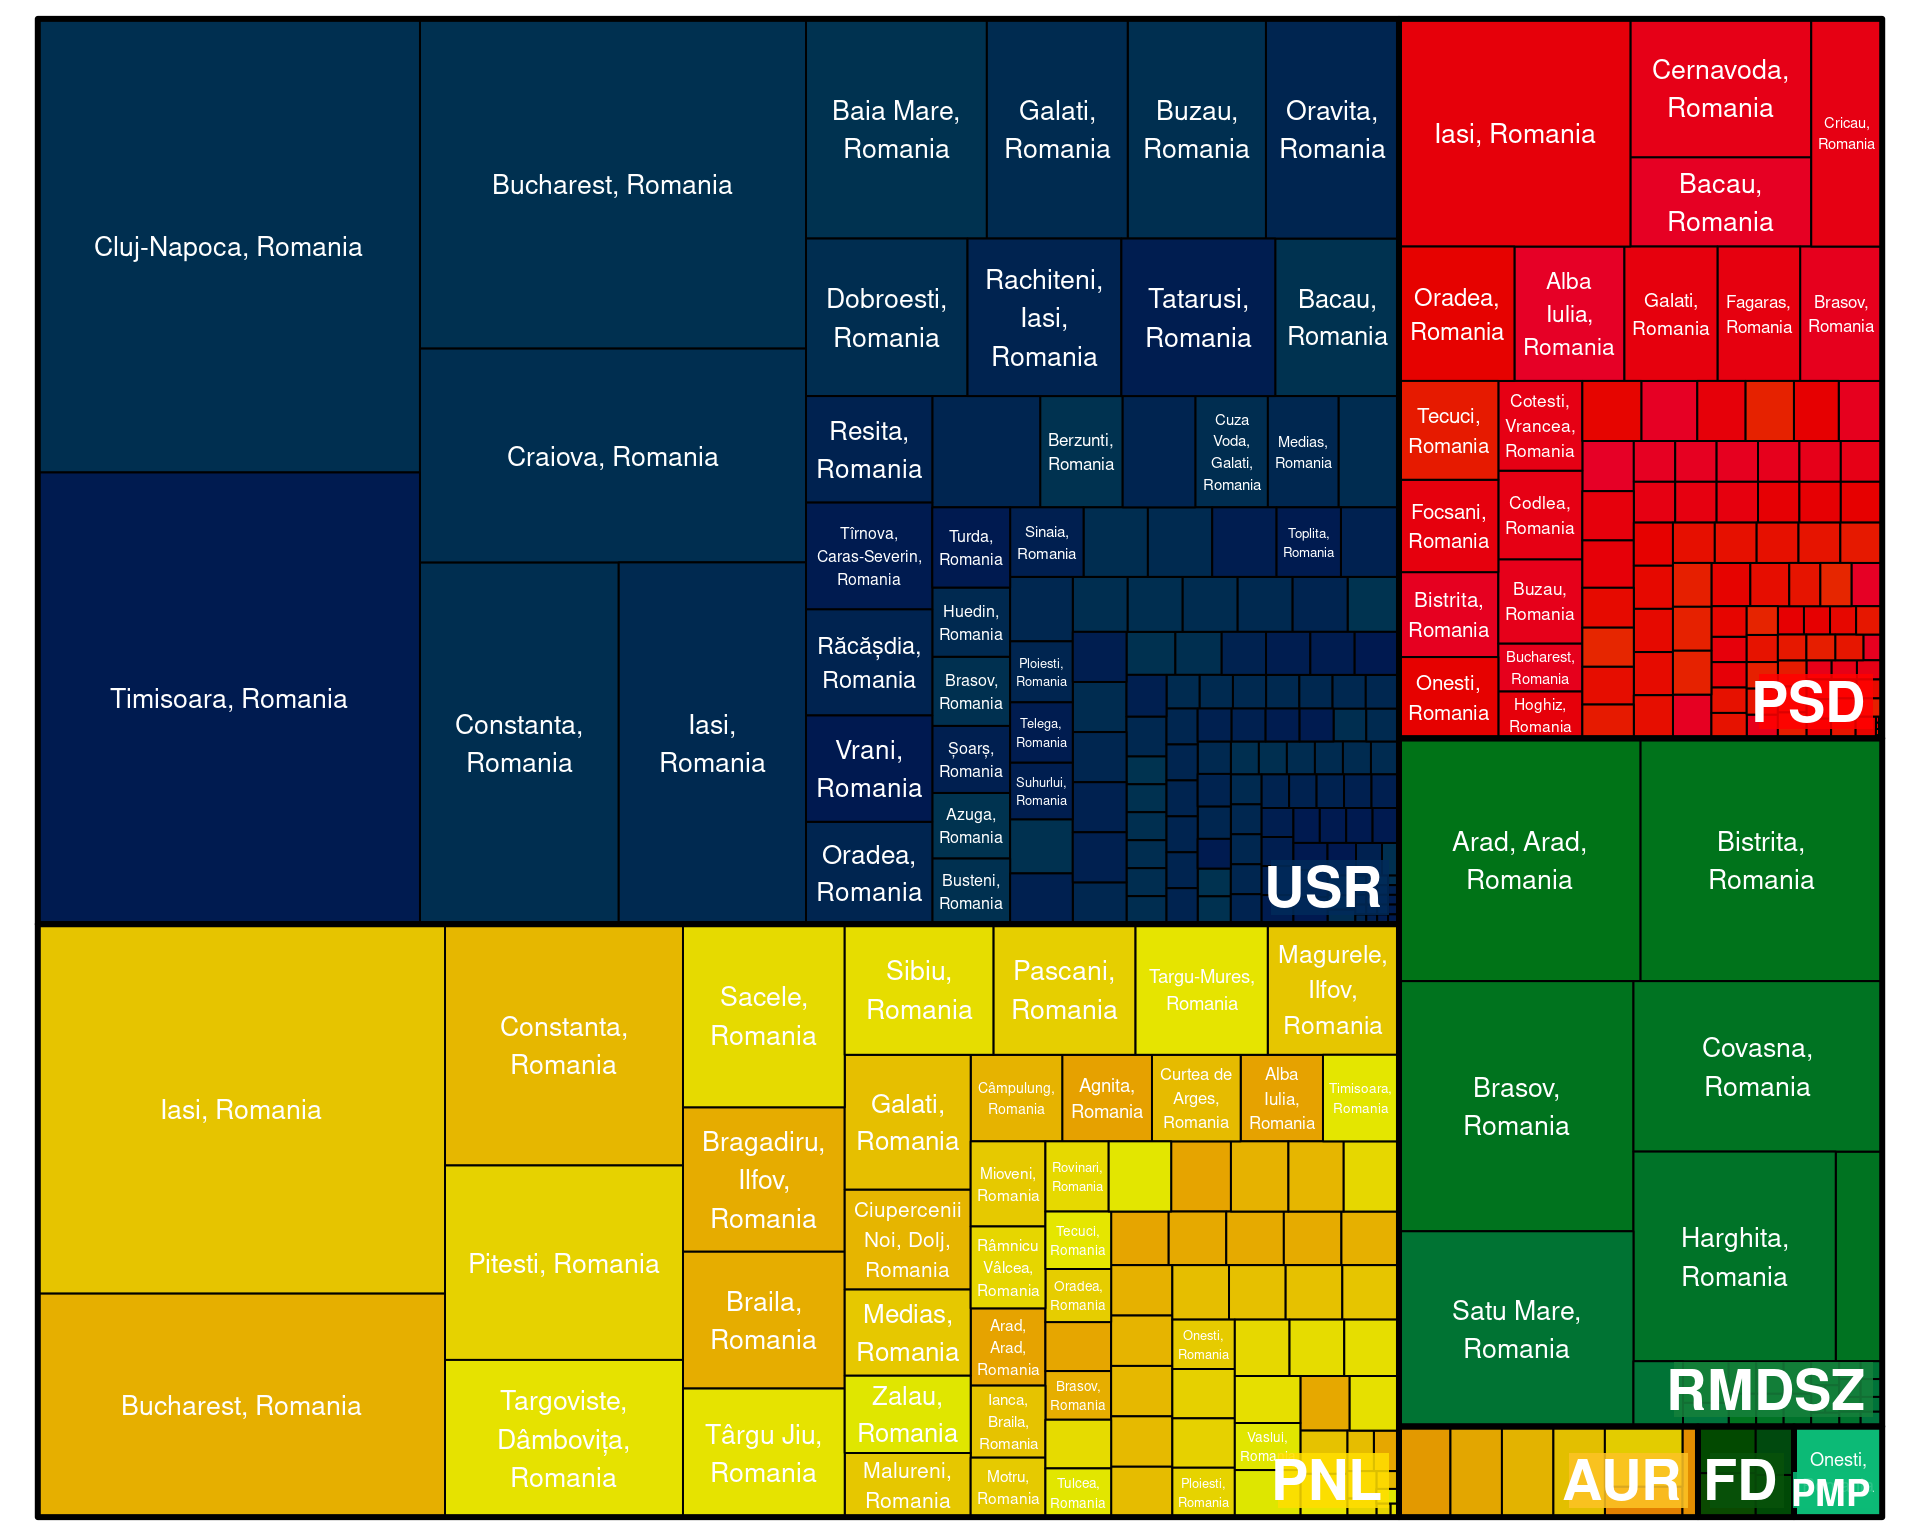 Cluj-Napoca, Romania
Timisoara, Romania
Bucharest, Romania
Craiova, Romania
Constanta,
Romania
Iasi,
Romania
Baia Mare,
Romania
Galati,
Romania
Buzau,
Romania
Oravita,
Romania
Dobroesti,
Romania
Rachiteni,
Iasi,
Romania
Tatarusi,
Romania
Bacau,
Romania
Resita,
Romania
Berzunti,
Romania
Cuza
Voda,
Galati,
Romania
Medias,
Romania
Tîrnova,
Caras-Severin,
Romania
Turda,
Romania
Sinaia,
Romania
Toplita,
Romania
Răcășdia,
Romania
Huedin,
Romania
Ploiesti,
Romania
Brasov,
Romania
Telega,
Romania
Vrani,
Romania
Șoarș,
Romania
Suhurlui,
Romania
Azuga,
Romania
Oradea,
Romania
Busteni,
Romania
USR
Iasi, Romania
Cernavoda,
Romania
Bacau,
Romania
Cricau,
Romania
Oradea,
Romania
Alba
Iulia,
Romania
Galati,
Romania
Fagaras,
Romania
Brasov,
Romania
Tecuci,
Romania
Cotesti,
Vrancea,
Romania
Focsani,
Romania
Codlea,
Romania
Bistrita,
Romania
Buzau,
Romania
Onesti,
Romania
Bucharest,
Romania
Hoghiz,
Romania
PSD
Iasi, Romania
Bucharest, Romania
Constanta,
Romania
Pitesti, Romania
Targoviste,
Dâmbovița,
Romania
Sacele,
Romania
Bragadiru,
Ilfov,
Romania
Braila,
Romania
Târgu Jiu,
Romania
Sibiu,
Romania
Pascani,
Romania
Targu-Mures,
Romania
Magurele,
Ilfov,
Romania
Galati,
Romania
Câmpulung,
Romania
Agnita,
Romania
Curtea de
Arges,
Romania
Alba
Iulia,
Romania
Timisoara,
Romania
Ciupercenii
Noi, Dolj,
Romania
Medias,
Romania
Zalau,
Romania
Malureni,
Romania
Mioveni,
Romania
Rovinari,
Romania
Râmnicu
Vâlcea,
Romania
Tecuci,
Romania
Oradea,
Romania
Arad,
Arad,
Romania
Onesti,
Romania
Ianca,
Braila,
Romania
Brasov,
Romania
Vaslui,
Romania
Motru,
Romania
Tulcea,
Romania
Ploiesti,
Romania
PNL
Arad, Arad,
Romania
Bistrita,
Romania
Brasov,
Romania
Covasna,
Romania
Harghita,
Romania
Satu Mare,
Romania
RMDSZ
AUR
FD
Onesti,
PMP